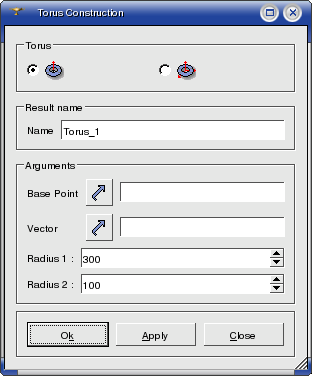 Torus Construction
Torus
Result name
Name Torus_1
Arguments
Base Point
Vector
Radius 1 : 300
Radius 2 : 100
Ok Apply Close